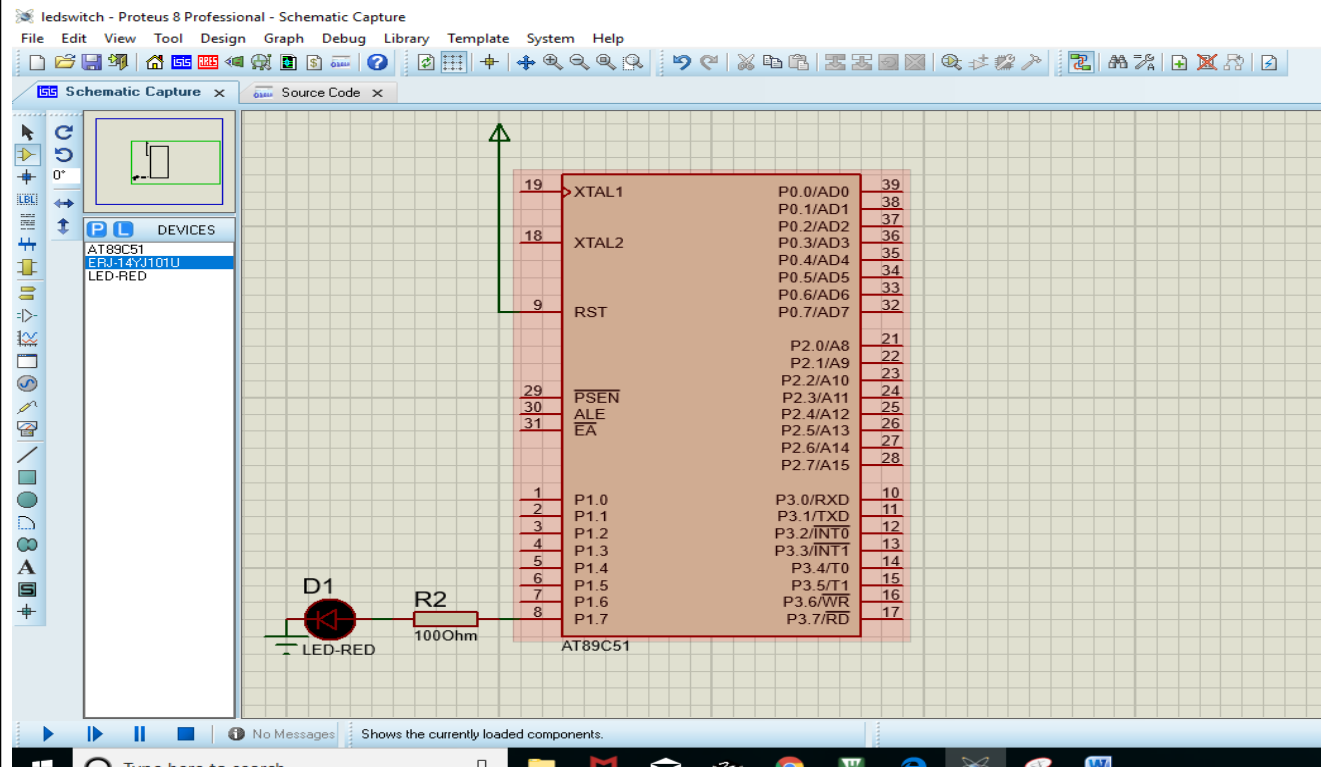 ledswitch - Proteus 8 Professional - Schematic Capture
File Edit View Tool Design Graph Debug Library Template System Help
Schematic Capture x Source Code x
0°
LBL
P L DEVICES
AT89C51
ERJ-14YJ101U
LED-RED
A
S
19 XTAL1 P0.0/AD0 39
P0.1/AD1 38
P0.2/AD2 37
18 XTAL2 P0.3/AD3 36
P0.4/AD4 35
P0.5/AD5 34
P0.6/AD6 33
9 RST P0.7/AD7 32
P2.0/A8 21
P2.1/A9 22
P2.2/A10 23
29 PSEN P2.3/A11 24
30 ALE P2.4/A12 25
31 EA P2.5/A13 26
P2.6/A14 27
P2.7/A15 28
1 P1.0 P3.0/RXD 10
2 P1.1 P3.1/TXD 11
3 P1.2 P3.2/INT0 12
4 P1.3 P3.3/INT1 13
5 P1.4 P3.4/T0 14
6 P1.5 P3.5/T1 15
7 P1.6 P3.6/WR 16
8 P1.7 P3.7/RD 17
AT89C51
D1
LED-RED
R2
100Ohm
No Messages Shows the currently loaded components.